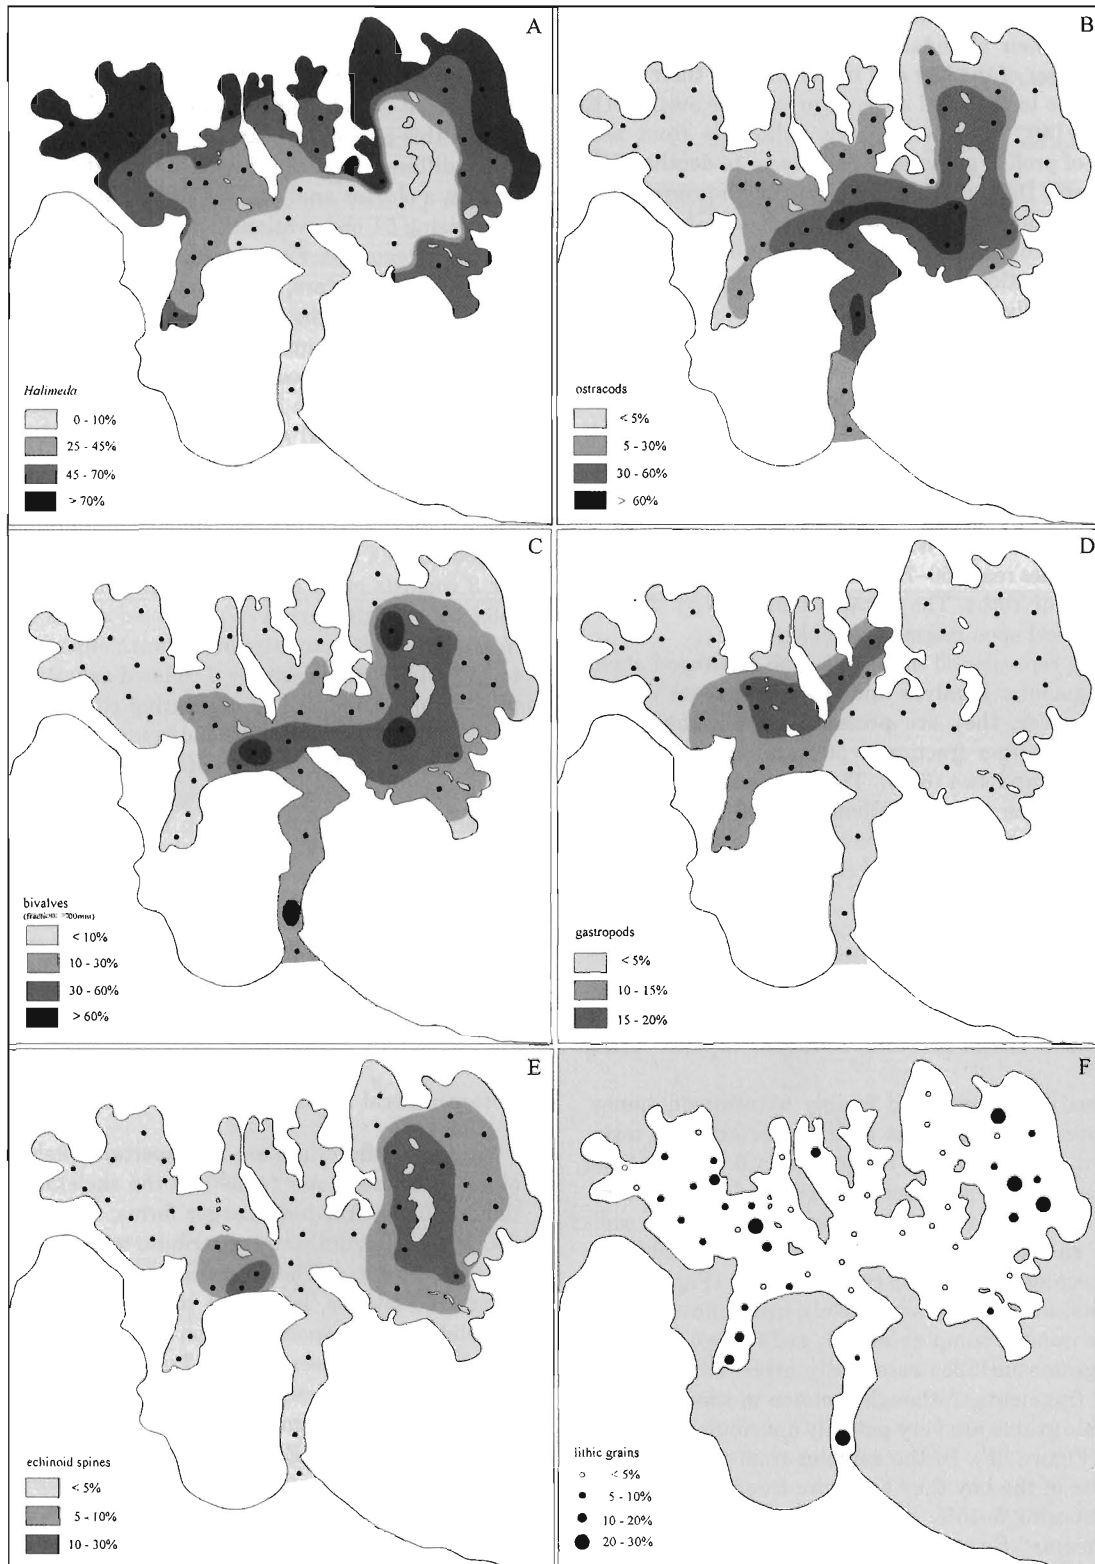 A
Halimeda
0 - 10%
25 - 45%
45 - 70%
> 70%
B
ostracods
< 5%
5 - 30%
30 - 60%
> 60%
C
bivalves
< 10%
10 - 30%
30 - 60%
> 60%
D
gastropods
< 5%
10 - 15%
15 - 20%
E
echinoid spines
< 5%
5 - 10%
10 - 30%
F
lithic grains
< 5%
5 - 10%
10 - 20%
20 - 30%